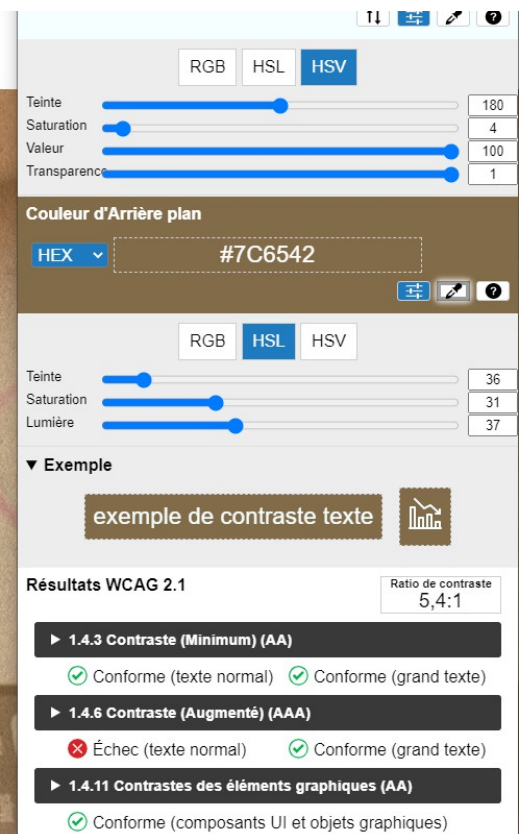 RGB HSL HSV
Teinte 180
Saturation 4
Valeur 100
Transparence 1
Couleur d'Arrière plan
HEX #7C6542
RGB HSL HSV
Teinte 36
Saturation 31
Lumière 37
▼ Exemple
exemple de contraste texte
Résultats WCAG 2.1
Ratio de contraste
5,4:1
▶ 1.4.3 Contraste (Minimum) (AA)
Conforme (texte normal) Conforme (grand texte)
▶ 1.4.6 Contraste (Augmenté) (AAA)
Échec (texte normal) Conforme (grand texte)
▶ 1.4.11 Contrastes des éléments graphiques (AA)
Conforme (composants UI et objets graphiques)